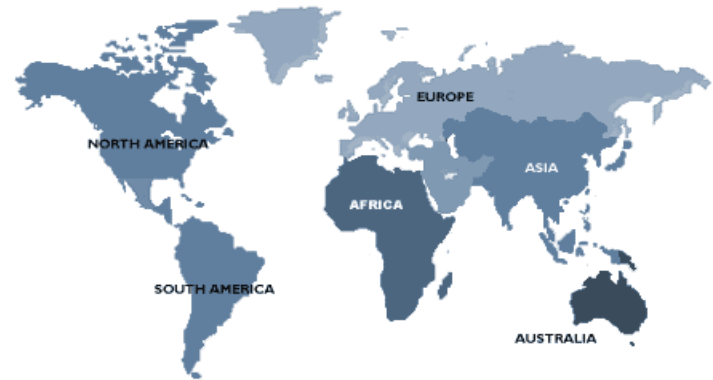 EUROPE
NORTH AMERICA
ASIA
AFRICA
SOUTH AMERICA
AUSTRALIA